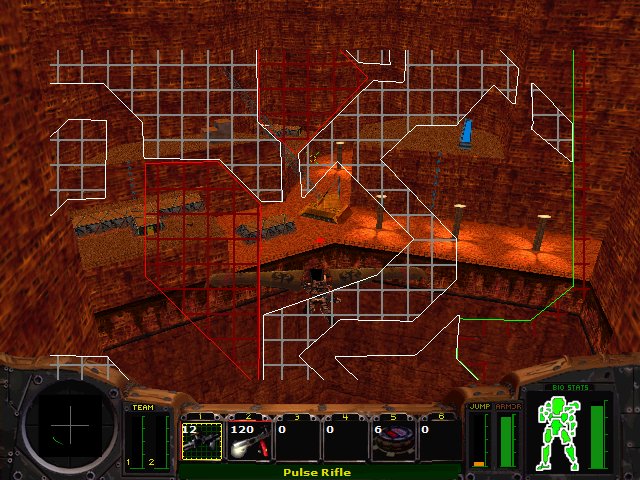 TEAM
1 2
1 2 3 4 5 6
12 120 0 0 6 0
Pulse Rifle
JUMP ARMOR
BIO STATS